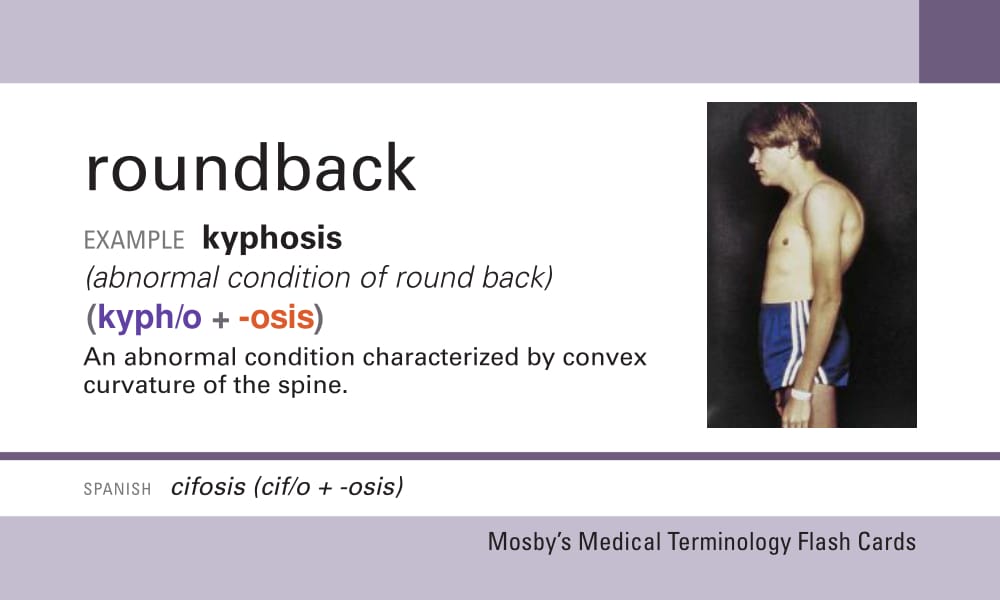 roundback
EXAMPLE kyphosis
(abnormal condition of round back)
(kyph/o + -osis)
An abnormal condition characterized by convex
curvature of the spine.
SPANISH cifosis (cif/o + -osis)
Mosby's Medical Terminology Flash Cards